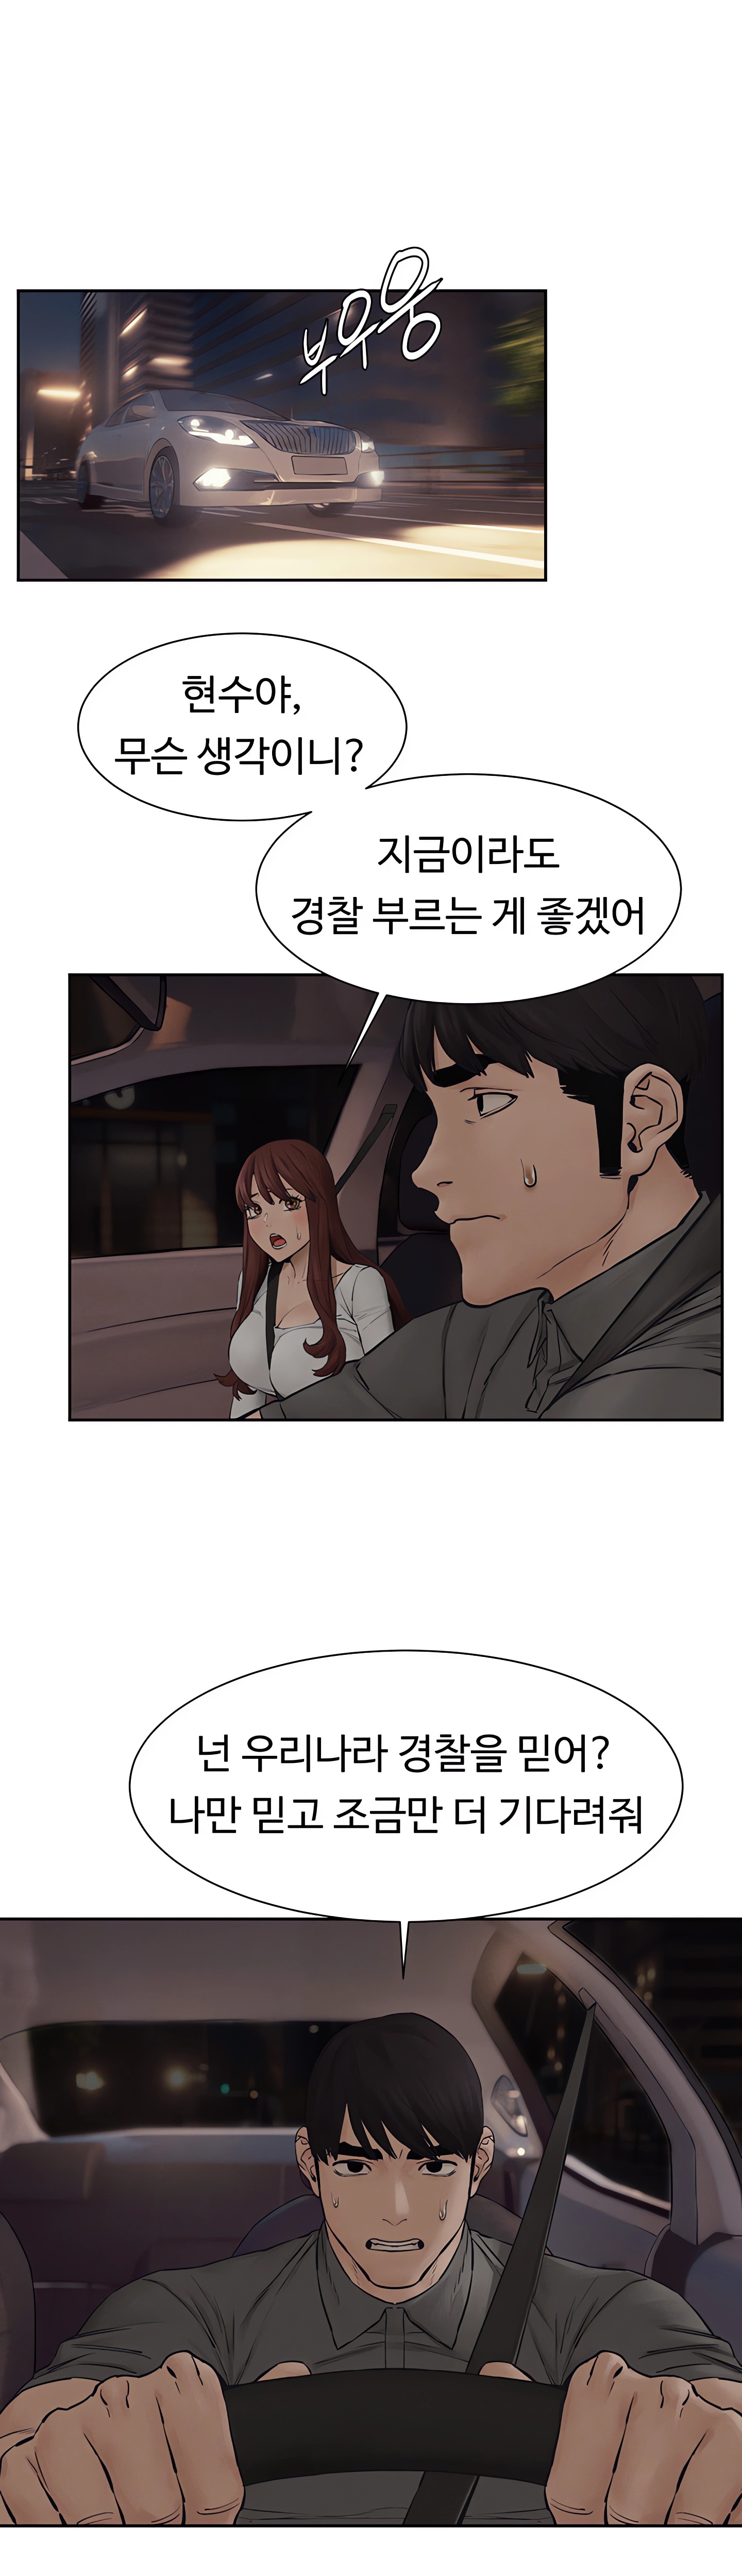 부우웅
현수야,
무슨 생각이니?
지금이라도
경찰 부르는 게 좋겠어
넌 우리나라 경찰을 믿어?
나만 믿고 조금만 더 기다려줘